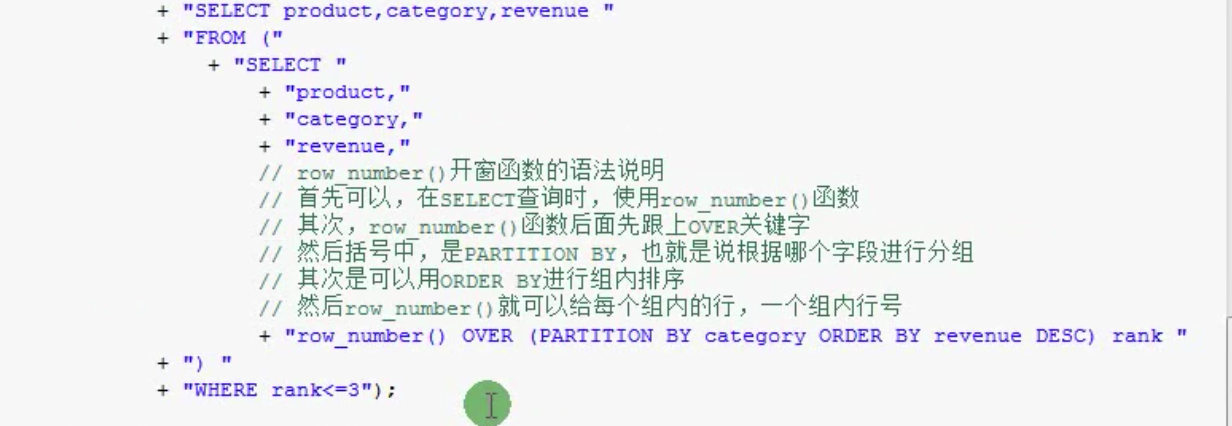 + "SELECT product,category,revenue "
+ "FROM ("
+ "SELECT "
+ "product,"
+ "category,"
+ "revenue,"
// row_number()开窗函数的语法说明
// 首先可以，在SELECT查询时，使用row_number()函数
// 其次，row_number()函数后面先跟上OVER关键字
// 然后括号中，是PARTITION BY，也就是说根据哪个字段进行分组
// 其次是可以用ORDER BY进行组内排序
// 然后row_number()就可以给每个组内的行，一个组内行号
+ "row_number() OVER (PARTITION BY category ORDER BY revenue DESC) rank "
+ ") "
+ "WHERE rank<=3");